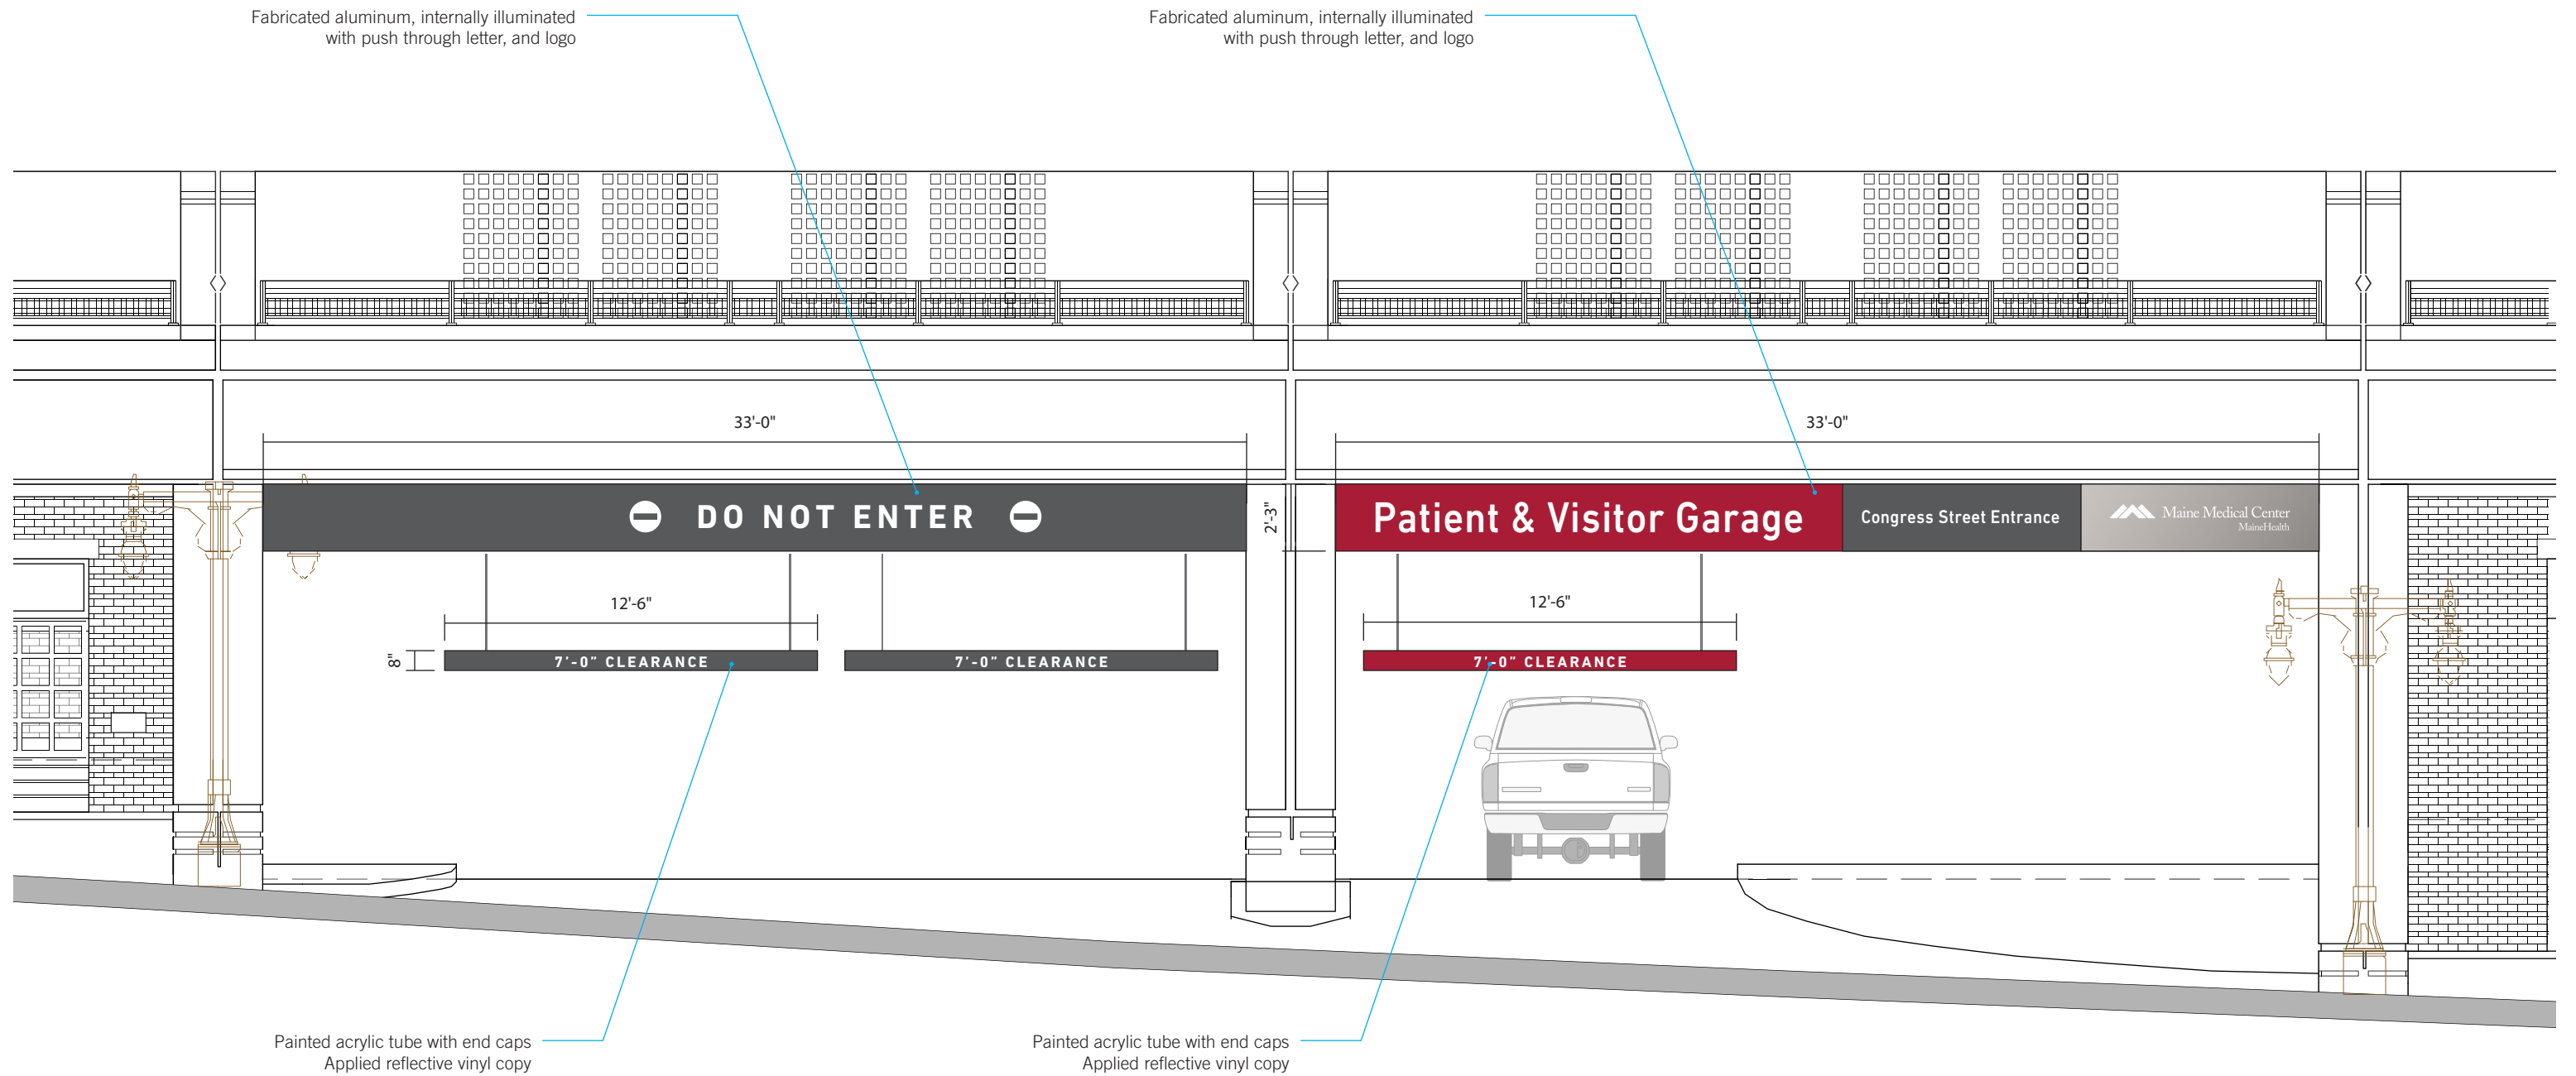 Fabricated aluminum, internally illuminated
with push through letter, and logo
Fabricated aluminum, internally illuminated
with push through letter, and logo
33'-0"
33'-0"
DO NOT ENTER
2'-3"
Patient & Visitor Garage
Congress Street Entrance
Maine Medical Center
MaineHealth
12'-6"
12'-6"
8"
7'-0" CLEARANCE
7'-0" CLEARANCE
7'-0" CLEARANCE
Painted acrylic tube with end caps
Applied reflective vinyl copy
Painted acrylic tube with end caps
Applied reflective vinyl copy